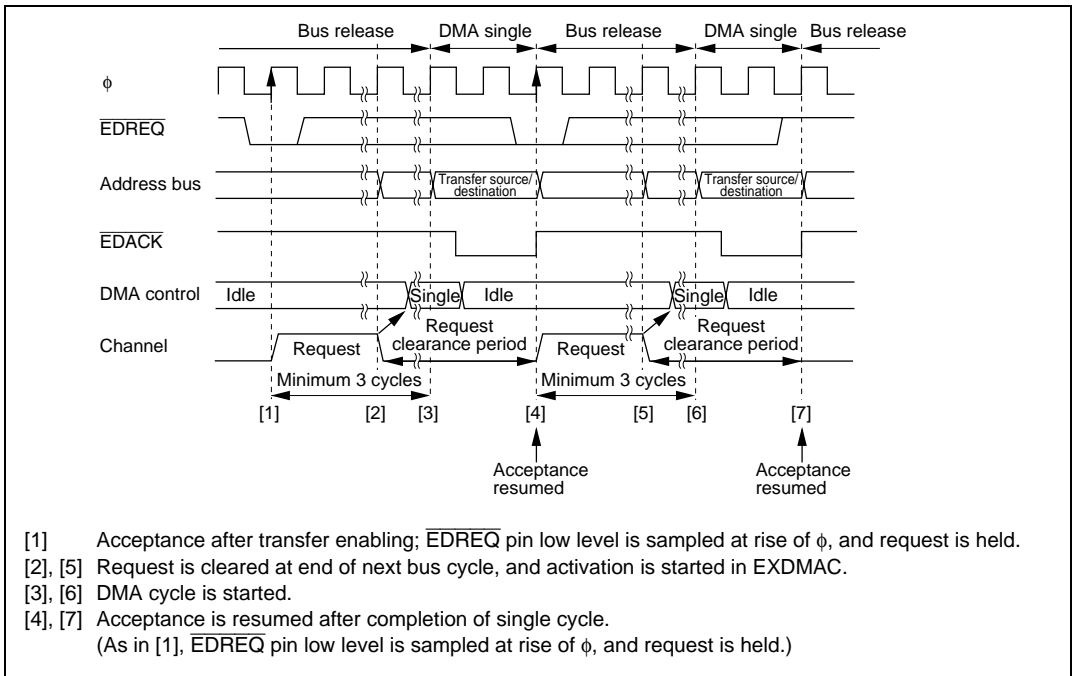 Bus release DMA single Bus release DMA single Bus release
ϕ
EDREQ
Address bus Transfer source/ destination Transfer source/ destination
EDACK
DMA control Idle Single Idle Single Idle
Channel Request Request clearance period Request Request clearance period
Minimum 3 cycles Minimum 3 cycles
[1] [2] [3] [4] [5] [6] [7]
Acceptance resumed Acceptance resumed
[1] Acceptance after transfer enabling; EDREQ pin low level is sampled at rise of ϕ, and request is held.
[2], [5] Request is cleared at end of next bus cycle, and activation is started in EXDMAC.
[3], [6] DMA cycle is started.
[4], [7] Acceptance is resumed after completion of single cycle.
(As in [1], EDREQ pin low level is sampled at rise of ϕ, and request is held.)